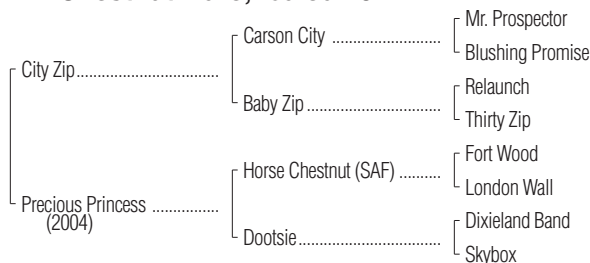 Mr. Prospector
Carson City ..................
Blushing Promise
City Zip........................
Relaunch
Baby Zip......................
Thirty Zip
Fort Wood
Horse Chestnut (SAF) .........
London Wall
Precious Princess ...........
(2004)
Dixieland Band
Dootsie........................
Skybox